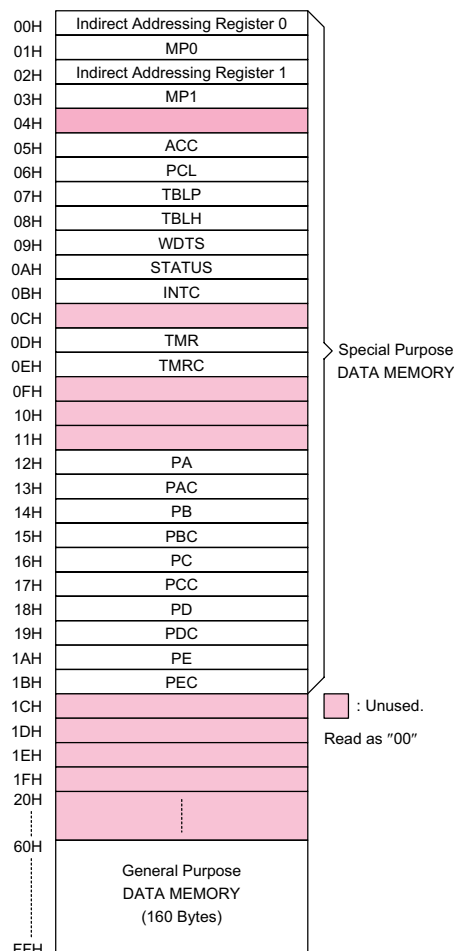 00H Indirect Addressing Register 0
01H MP0
02H Indirect Addressing Register 1
03H MP1
04H
05H ACC
06H PCL
07H TBLP
08H TBLH
09H WDTS
0AH STATUS
0BH INTC
0CH
0DH TMR
0EH TMRC
0FH
10H
11H
12H PA
13H PAC
14H PB
15H PBC
16H PC
17H PCC
18H PD
19H PDC
1AH PE
1BH PEC
1CH
1DH
1EH
1FH
20H
60H
General Purpose
DATA MEMORY
(160 Bytes)
FFH
Special Purpose
DATA MEMORY
: Unused.
Read as "00"